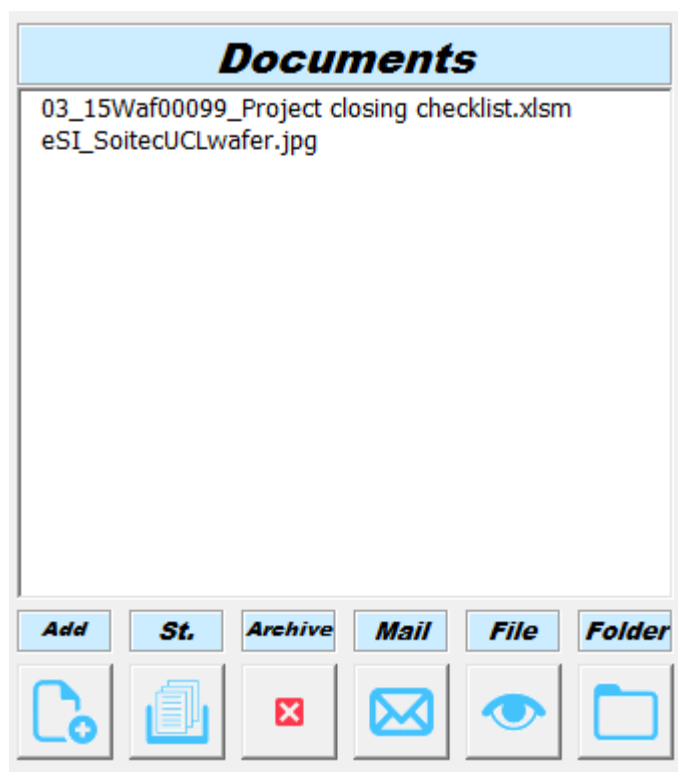 Documents
03_15Waf00099_Project closing checklist.xlsm
eSI_SoitecUCLwafer.jpg
Add St. Archive Mail File Folder